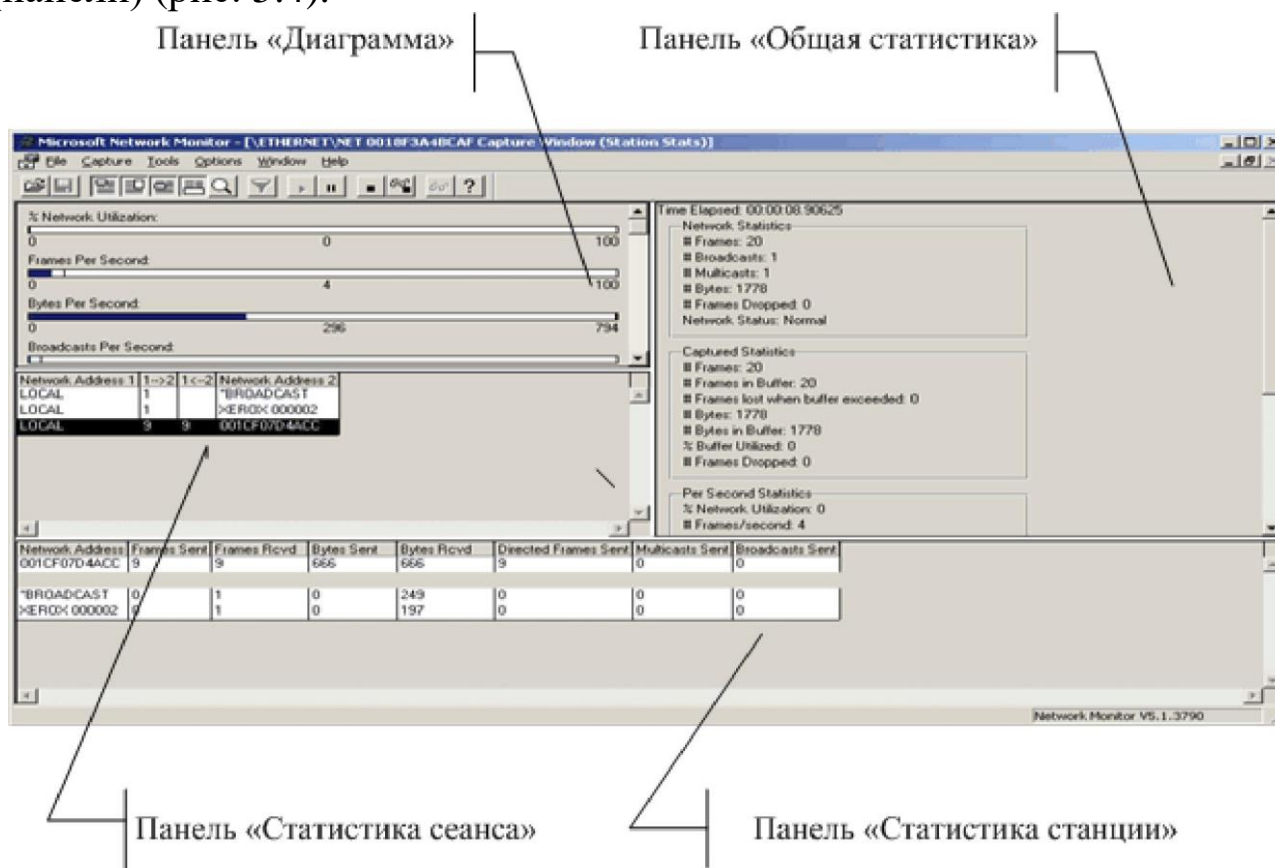 (панели) (рис. 3.4).
Панель «Диаграмма»
Панель «Общая статистика»
Microsoft Network Monitor - [\ETHERNET\NET 0018F3A4BCAF Capture Window (Station Stats)]
File Capture Tools Options Window Help
% Network Utilization:
0 0 100
Frames Per Second:
0 4 100
Bytes Per Second:
0 296 794
Broadcasts Per Second:
Time Elapsed: 00:00:08.90625
Network Statistics
# Frames: 20
# Broadcasts: 1
# Multicasts: 1
# Bytes: 1778
# Frames Dropped: 0
Network Status: Normal
Captured Statistics
# Frames: 20
# Frames in Buffer: 20
# Frames lost when buffer exceeded: 0
# Bytes: 1778
# Bytes in Buffer: 1778
% Buffer Utilized: 0
# Frames Dropped: 0
Per Second Statistics
% Network Utilization: 0
# Frames/second: 4
Network Address 1 1-->2 1<--2 Network Address 2
LOCAL 1 *BROADCAST
LOCAL 1 XEROX 000002
LOCAL 9 9 001CF07D4ACC
Network Address Frames Sent Frames Rcvd Bytes Sent Bytes Rcvd Directed Frames Sent Multicasts Sent Broadcasts Sent
001CF07D4ACC 9 9 666 666 9 0 0
*BROADCAST 0 1 0 249 0 0 0
XEROX 000002 0 1 0 197 0 0 0
Network Monitor V5.1.3790
Панель «Статистика сеанса»
Панель «Статистика станции»